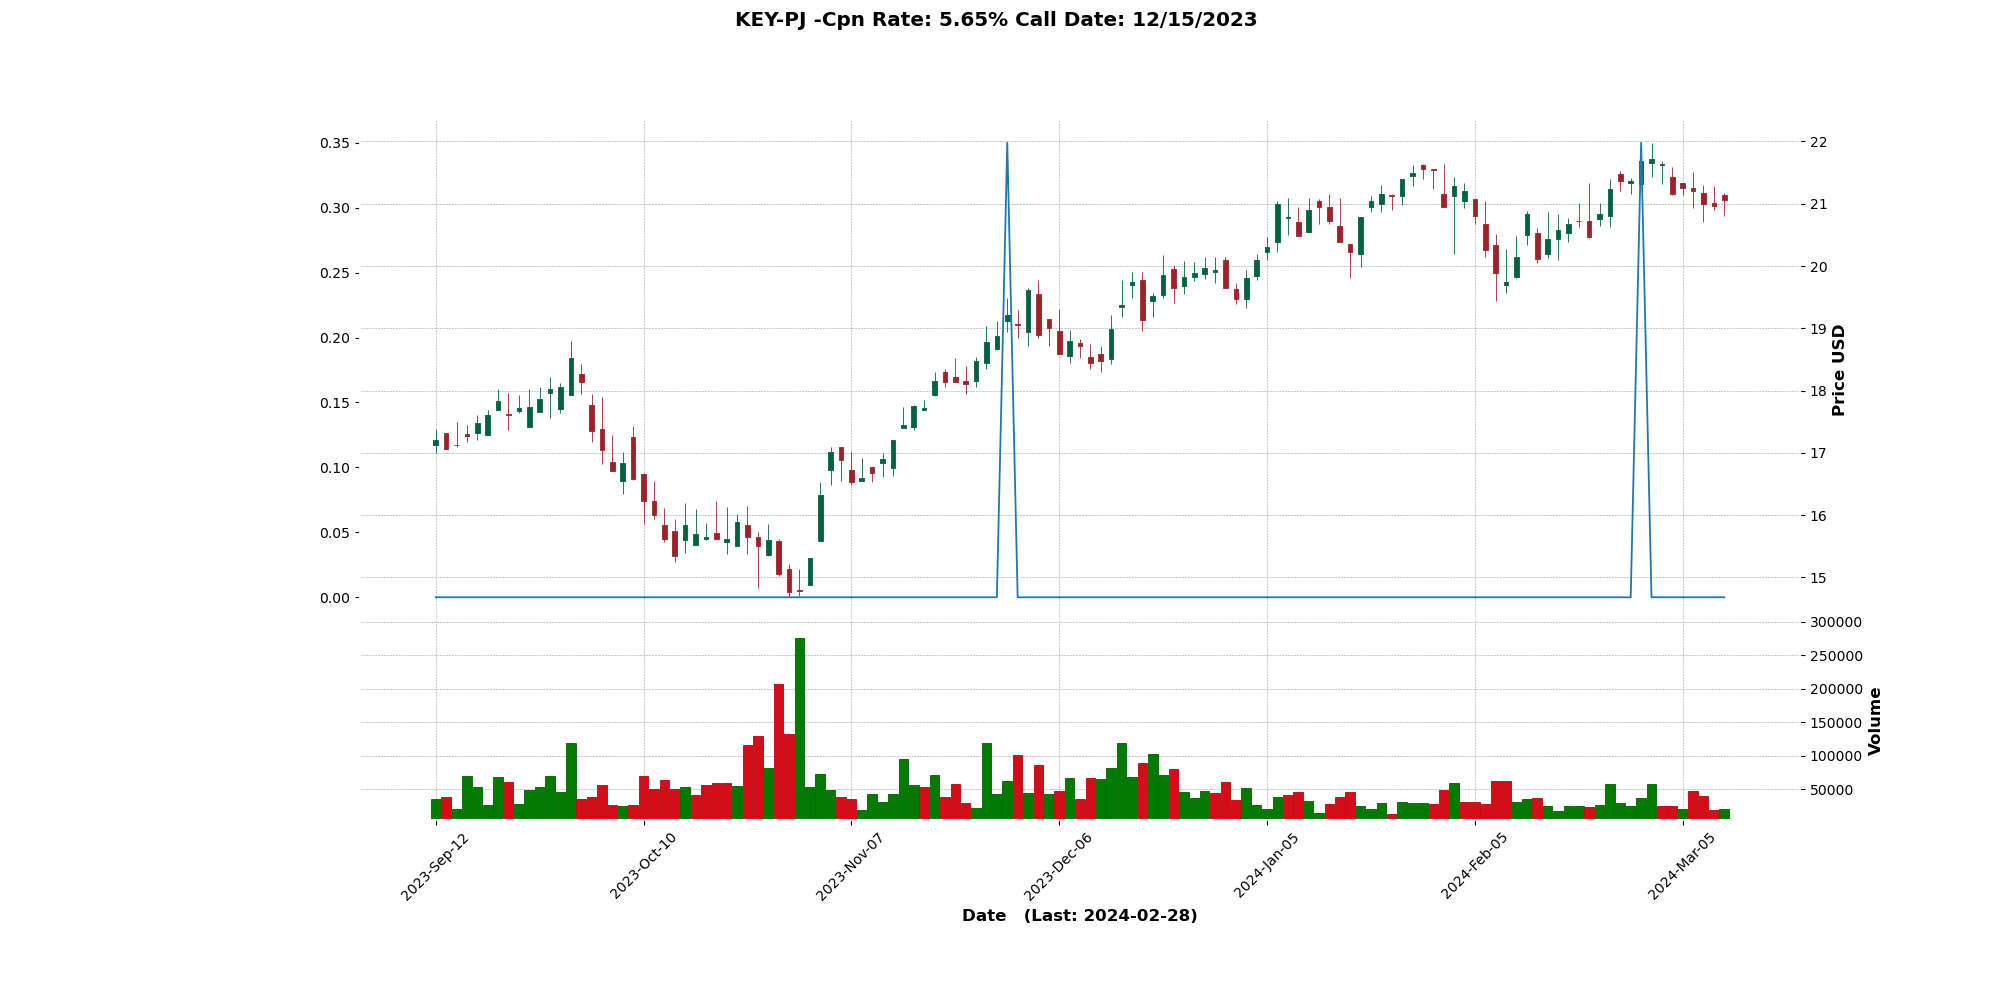 KEY-PJ -Cpn Rate: 5.65% Call Date: 12/15/2023
0.35
0.30
0.25
0.20
0.15
0.10
0.05
0.00
22
21
20
19
18
17
16
15
Price USD
300000
250000
200000
150000
100000
50000
Volume
2023-Sep-12
2023-Oct-10
2023-Nov-07
2023-Dec-06
2024-Jan-05
2024-Feb-05
2024-Mar-05
Date (Last: 2024-02-28)